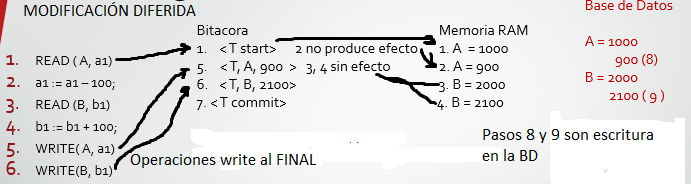 MODIFICACIÓN DIFERIDA
1. READ ( A, a1)
2. a1 := a1 – 100;
3. READ (B, b1)
4. b1 := b1 + 100;
5. WRITE( A, a1)
6. WRITE(B, b1)
Bitacora
1. < T start> 2 no produce efecto
5. < T, A, 900 > 3, 4 sin efecto
6. < T, B, 2100>
7. < T commit>
Operaciones write al FINAL
Memoria RAM
1. A = 1000
2. A = 900
3. B = 2000
4. B = 2100
Base de Datos
A = 1000
900 (8)
B = 2000
2100 ( 9 )
Pasos 8 y 9 son escritura
en la BD